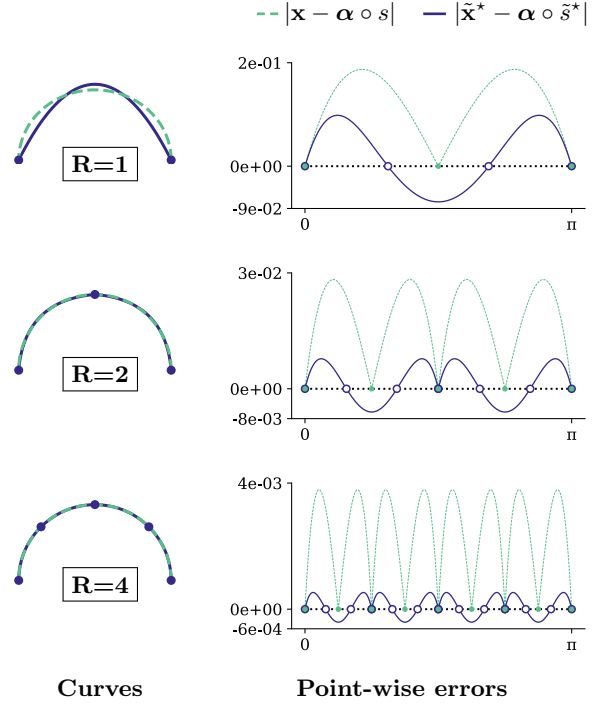 |x − α ∘ s| |x̃⋆ − α ∘ s̃⋆|
2e-01
0e+00
-9e-02
0 π
R=1
3e-02
0e+00
-8e-03
0 π
R=2
4e-03
0e+00
-6e-04
0 π
R=4
Curves Point-wise errors